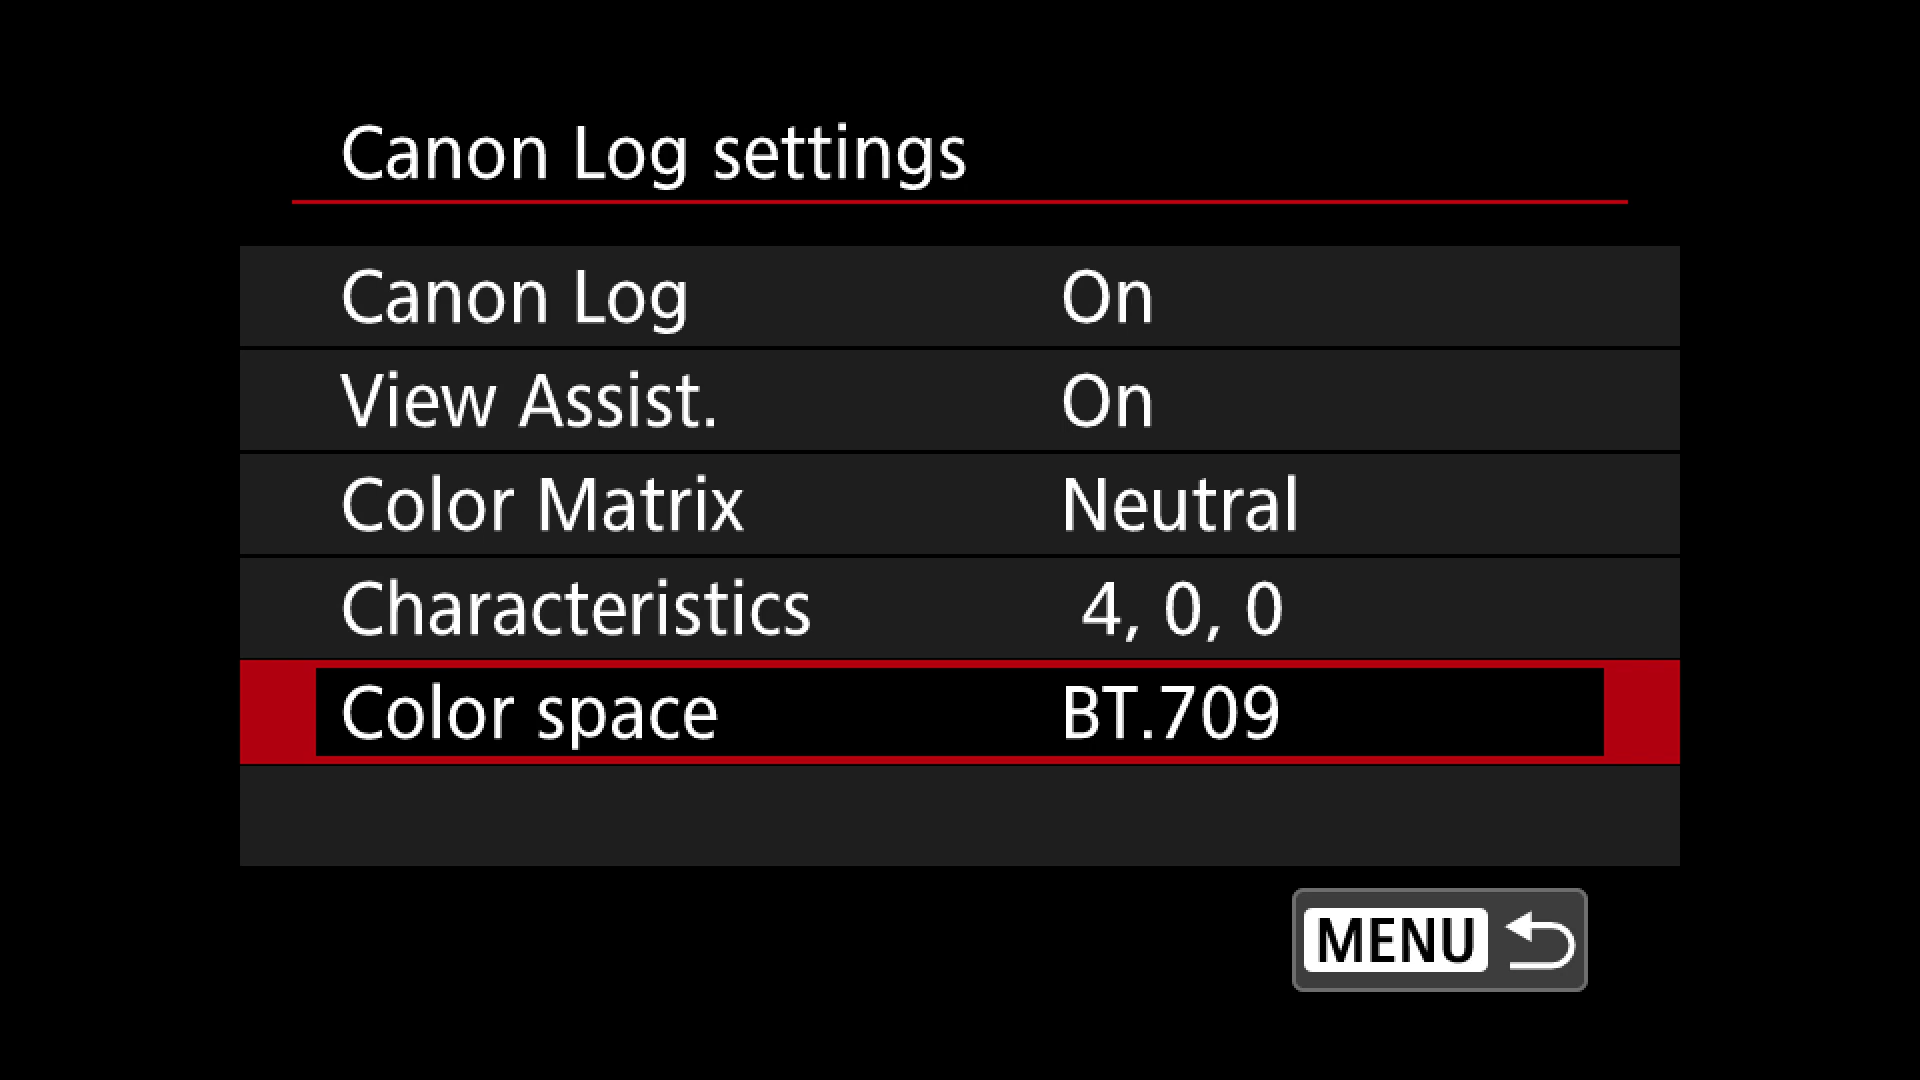 Canon Log settings
Canon Log On
View Assist. On
Color Matrix Neutral
Characteristics 4, 0, 0
Color space BT.709
MENU